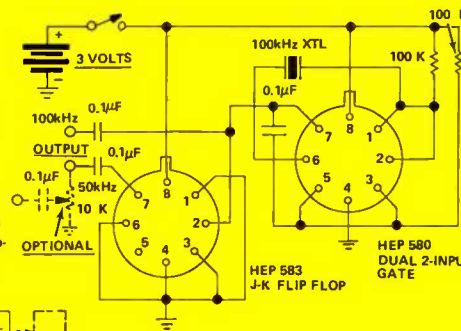 100 K
100kHz XTL
100 K
+
3 VOLTS
0.1µF
0.1µF
100kHz
OUTPUT
0.1µF
0.1µF
50kHz
10 K
OPTIONAL
8
7
1
6
2
5
3
4
8
7
1
6
2
5
3
4
HEP 583
J-K FLIP FLOP
HEP 580
DUAL 2-INPU
GATE